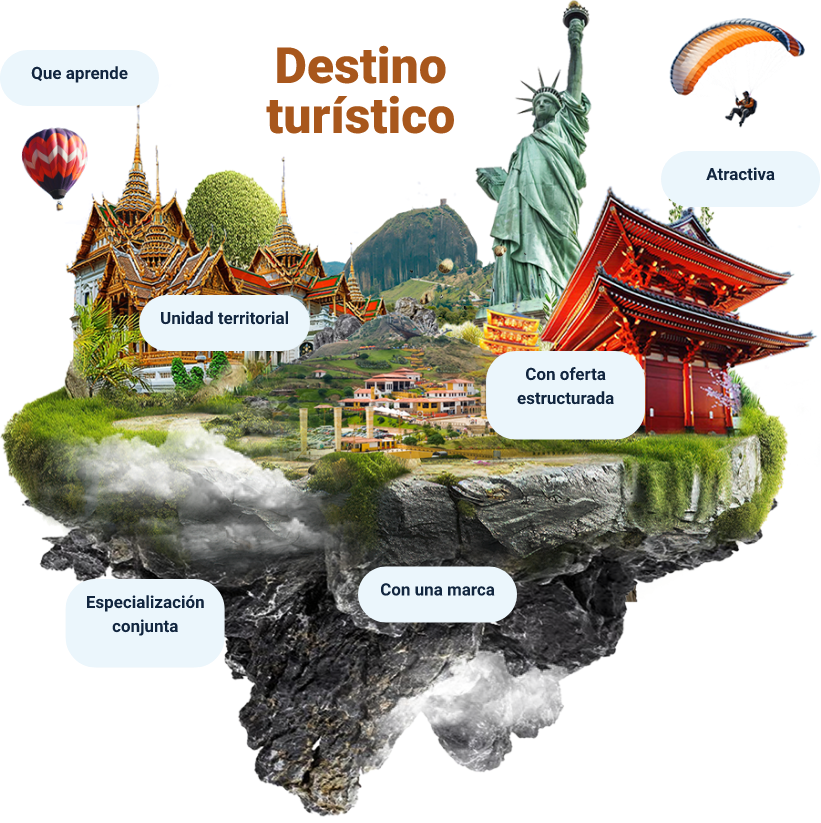 Destino
turístico
Que aprende
Atractiva
Unidad territorial
Con oferta
estructurada
Especialización
conjunta
Con una marca